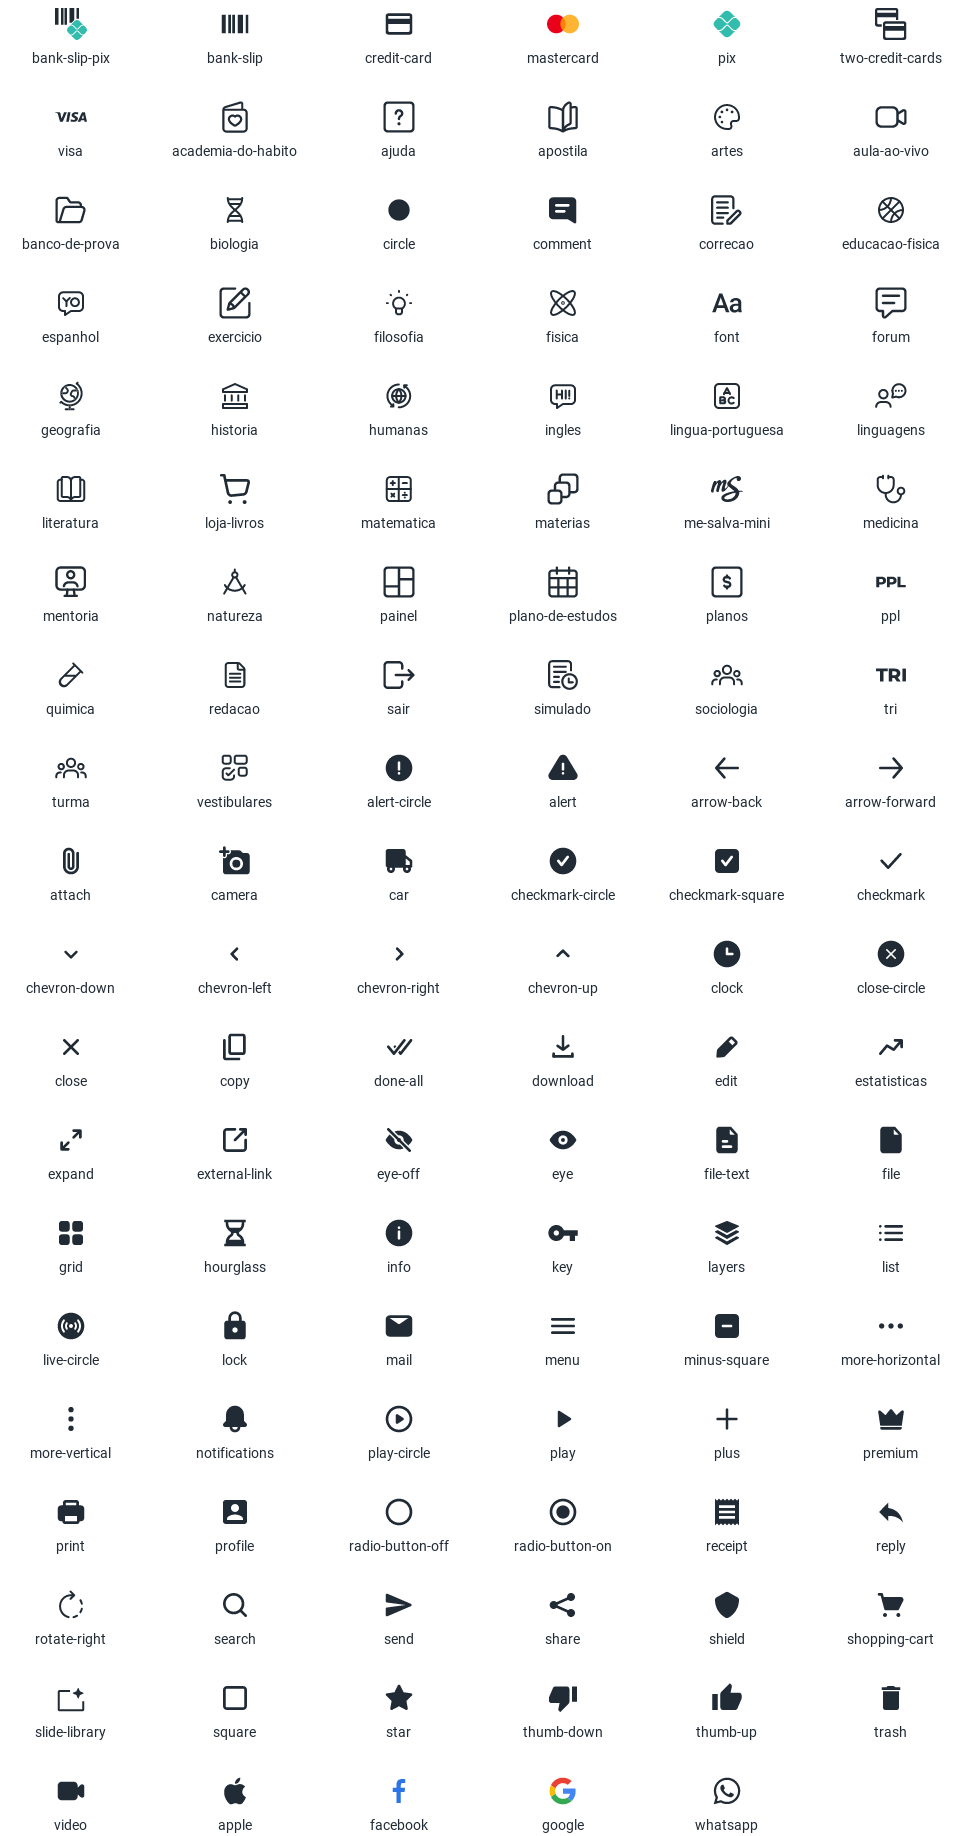 bank-slip-pix bank-slip credit-card mastercard pix two-credit-cards
VISA
visa academia-do-habito ajuda apostila artes aula-ao-vivo
banco-de-prova biologia circle comment correcao educacao-fisica
YO Aa
espanhol exercicio filosofia fisica font forum
HI! A BC
geografia historia humanas ingles lingua-portuguesa linguagens
mS
literatura loja-livros matematica materias me-salva-mini medicina
$ PPL
mentoria natureza painel plano-de-estudos planos ppl
TRI
quimica redacao sair simulado sociologia tri
turma vestibulares alert-circle alert arrow-back arrow-forward
attach camera car checkmark-circle checkmark-square checkmark
chevron-down chevron-left chevron-right chevron-up clock close-circle
close copy done-all download edit estatisticas
expand external-link eye-off eye file-text file
grid hourglass info key layers list
live-circle lock mail menu minus-square more-horizontal
more-vertical notifications play-circle play plus premium
print profile radio-button-off radio-button-on receipt reply
rotate-right search send share shield shopping-cart
slide-library square star thumb-down thumb-up trash
video apple facebook google whatsapp